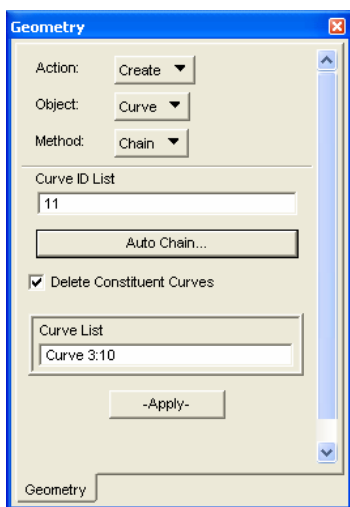 Geometry
Action: Create
Object: Curve
Method: Chain
Curve ID List
11
Auto Chain...
Delete Constituent Curves
Curve List
Curve 3:10
-Apply-
Geometry